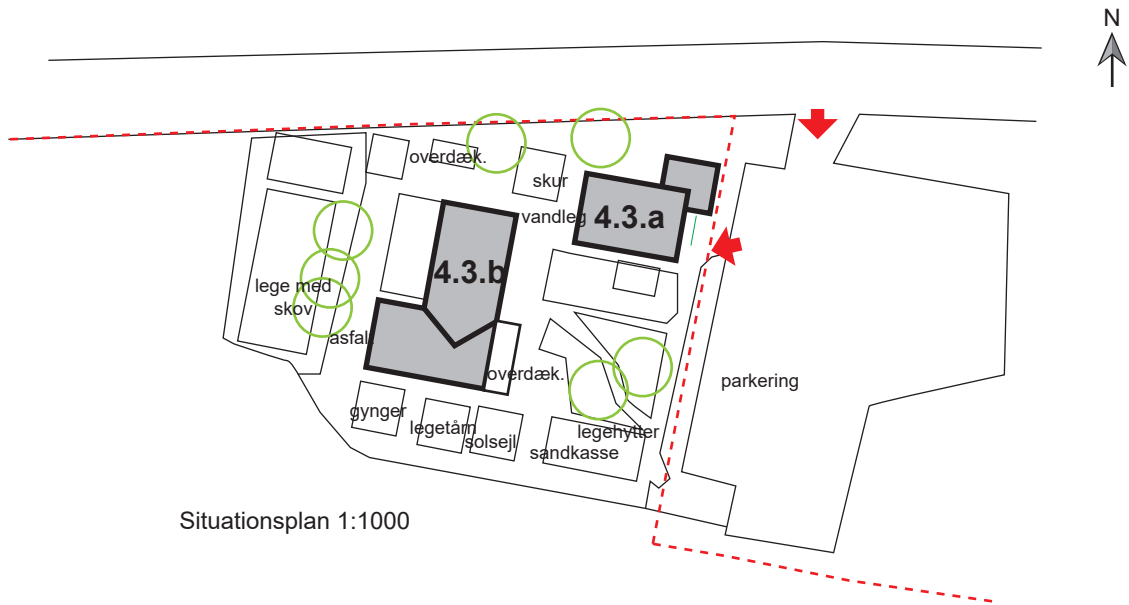 N
overdæk.
skur
vandleg
4.3.a
4.3.b
lege med
skov
asfalt
overdæk.
parkering
gynger
legetårn
solsejl
legehytter
sandkasse
Situationsplan 1:1000